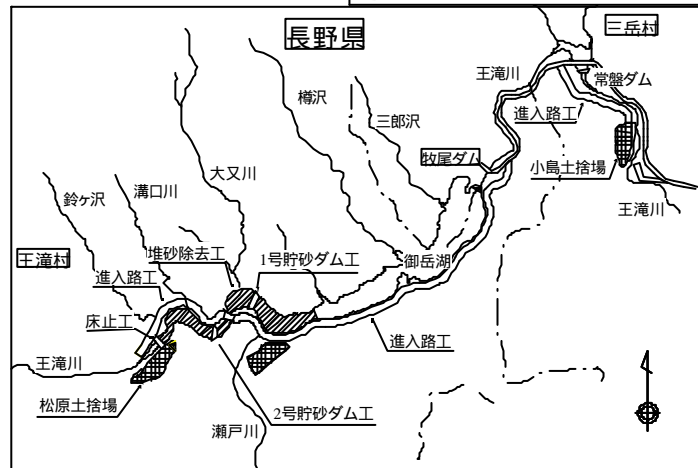 長野県
三岳村
王滝川
常盤ダム
樽沢
進入路工
三郎沢
牧尾ダム
小島土捨場
大又川
鈴ヶ沢
溝口川
王滝川
王滝村
堆砂除去工
1号貯砂ダム工
御岳湖
進入路工
床止工
進入路工
王滝川
松原土捨場
2号貯砂ダム工
瀬戸川